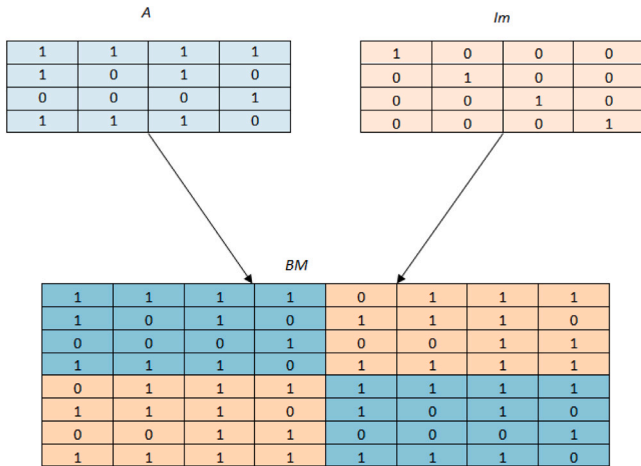 A Im
1 1 1 1 1 0 0 0
1 0 1 0 0 1 0 0
0 0 0 1 0 0 1 0
1 1 1 0 0 0 0 1
BM
1 1 1 1 0 1 1 1
1 0 1 0 1 1 1 0
0 0 0 1 0 0 1 1
1 1 1 0 1 1 1 1
0 1 1 1 1 1 1 1
1 1 1 0 1 0 1 0
0 0 1 1 0 0 0 1
1 1 1 1 1 1 1 0